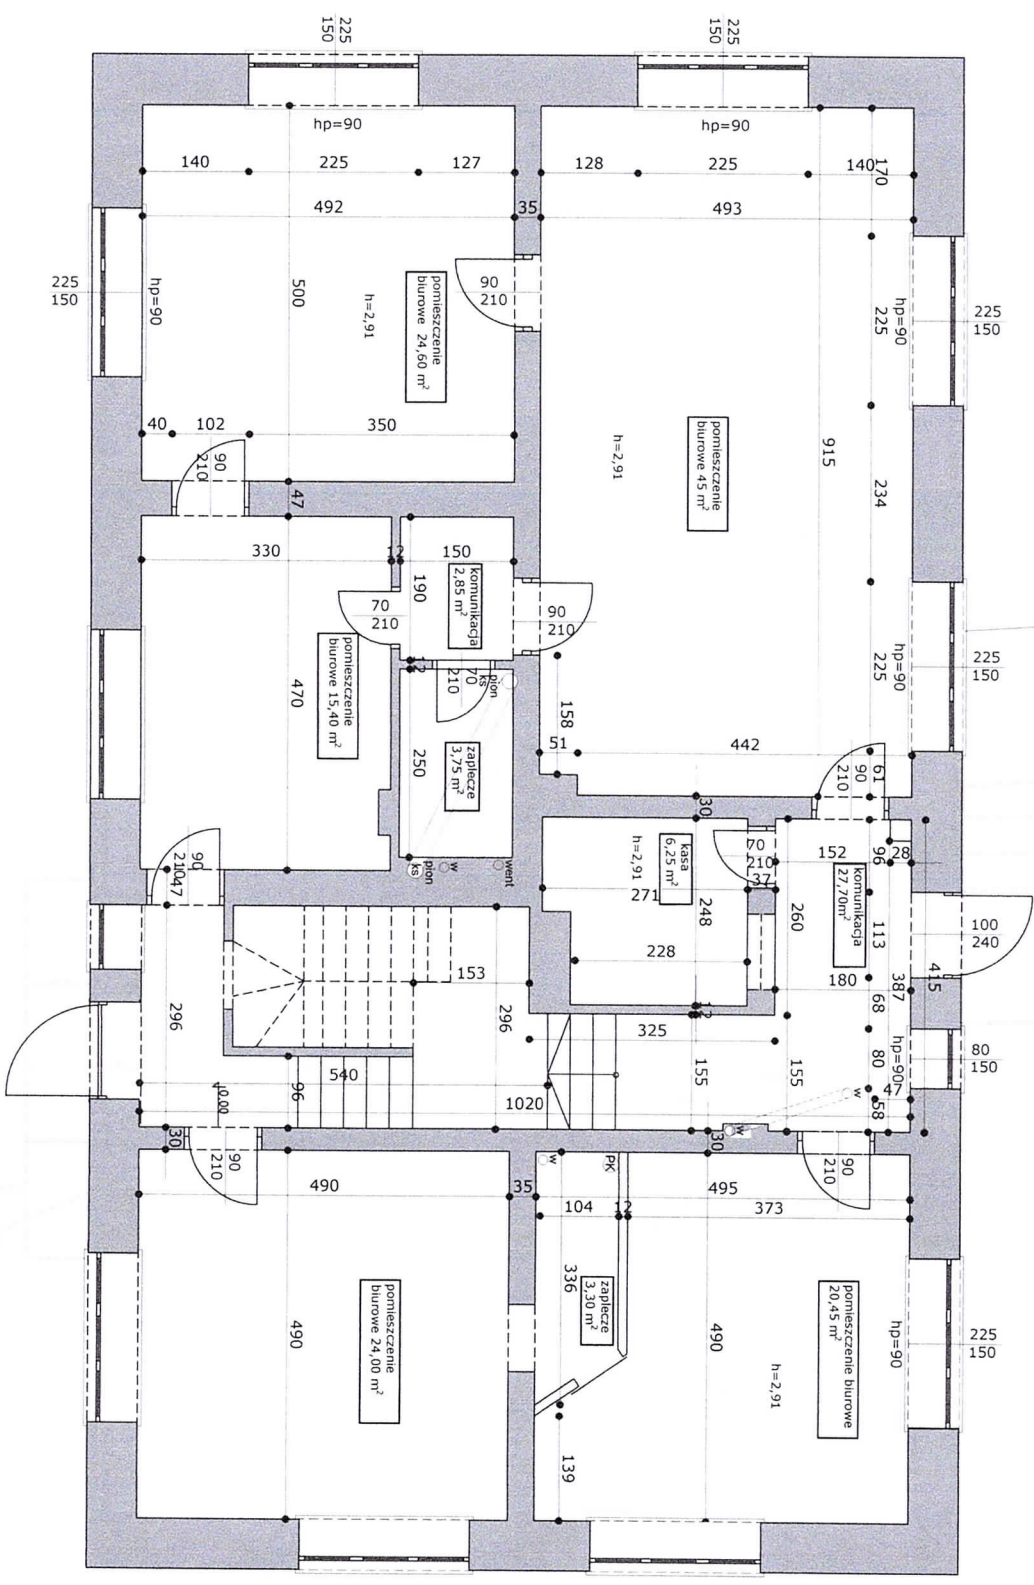 225
150
225
150
hp=90
hp=90
140
225
127
128
225
140
170
492
35
493
225
150
hp=90
500
h=2,91
pomieszczenie
biurowe 24,60 m²
90
210
hp=90
225
225
150
pomieszczenie
biurowe 45 m²
h=2,91
915
234
40
102
350
90
210
47
330
12
150
190
komunikacja
2,85 m²
70
210
90
210
hp=90
225
225
150
pomieszczenie
biurowe 15,40 m²
470
12
70
210
pion
ks
158
51
442
250
zaplecze
3,75 m²
90
210
61
30
pion
ks
w
went
90
210
47
kasa
6,25 m²
h=2,91
271
248
228
70
210
37
152
96
28
komunikacja
27,70m²
260
113
180
387
68
415
100
240
153
296
296
12
325
155
155
80
hp=90
80
150
47
58
540
96
1020
0.00
w
w
30
90
210
30
90
210
490
35
w
PK
495
104
12
373
336
zaplecze
3,30 m²
pomieszczenie
biurowe 24,00 m²
490
490
pomieszczenie biurowe
20,45 m²
h=2,91
hp=90
225
150
139